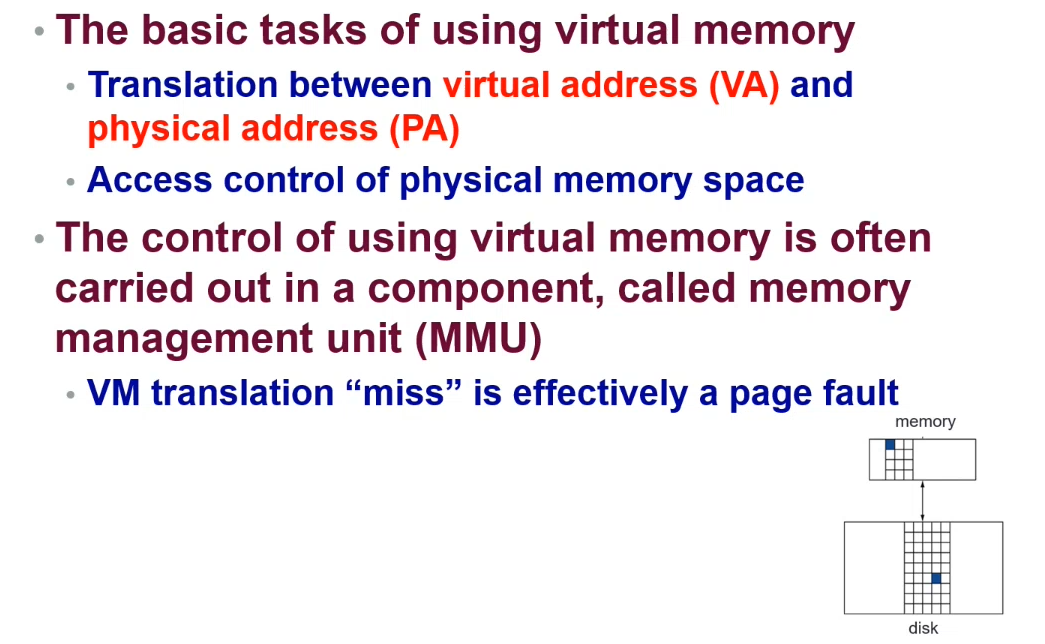 • The basic tasks of using virtual memory
• Translation between virtual address (VA) and
physical address (PA)
• Access control of physical memory space
• The control of using virtual memory is often
carried out in a component, called memory
management unit (MMU)
• VM translation “miss” is effectively a page fault
memory
disk